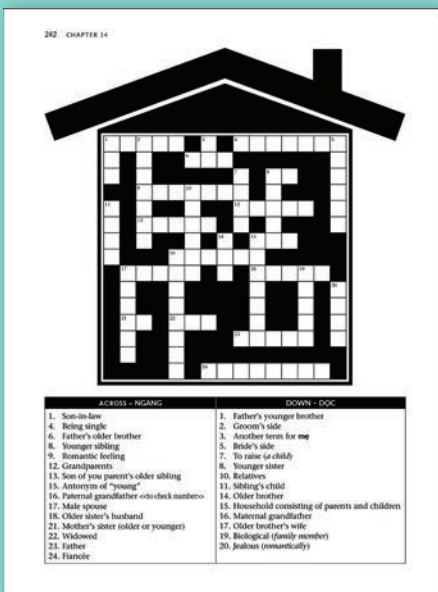 242 CHAPTER 14
ACROSS – NGANG
1. Son-in-law
4. Being single
6. Father's older brother
8. Younger sibling
9. Romantic feeling
12. Grandparents
13. Son of you parent's older sibling
15. Antonym of "young"
16. Paternal grandfather <<do check number>>
17. Male spouse
18. Older sister's husband
21. Mother's sister (older or younger)
22. Widowed
23. Father
24. Fiancée
DOWN – DỌC
1. Father's younger brother
2. Groom's side
3. Another term for mẹ
5. Bride's side
7. To raise (a child)
8. Younger sister
10. Relatives
11. Sibling's child
14. Older brother
15. Household consisting of parents and children
16. Maternal grandfather
17. Older brother's wife
19. Biological (family member)
20. Jealous (romantically)